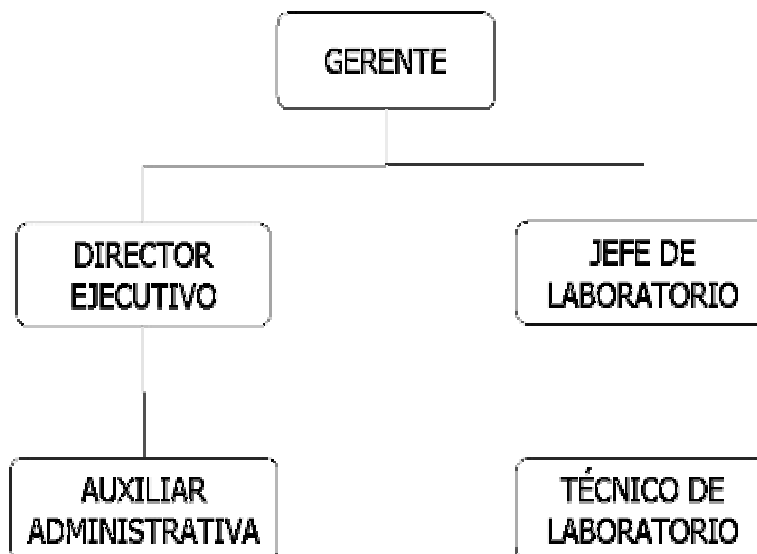 GERENTE
DIRECTOR
EJECUTIVO
JEFE DE
LABORATORIO
AUXILIAR
ADMINISTRATIVA
TÉCNICO DE
LABORATORIO